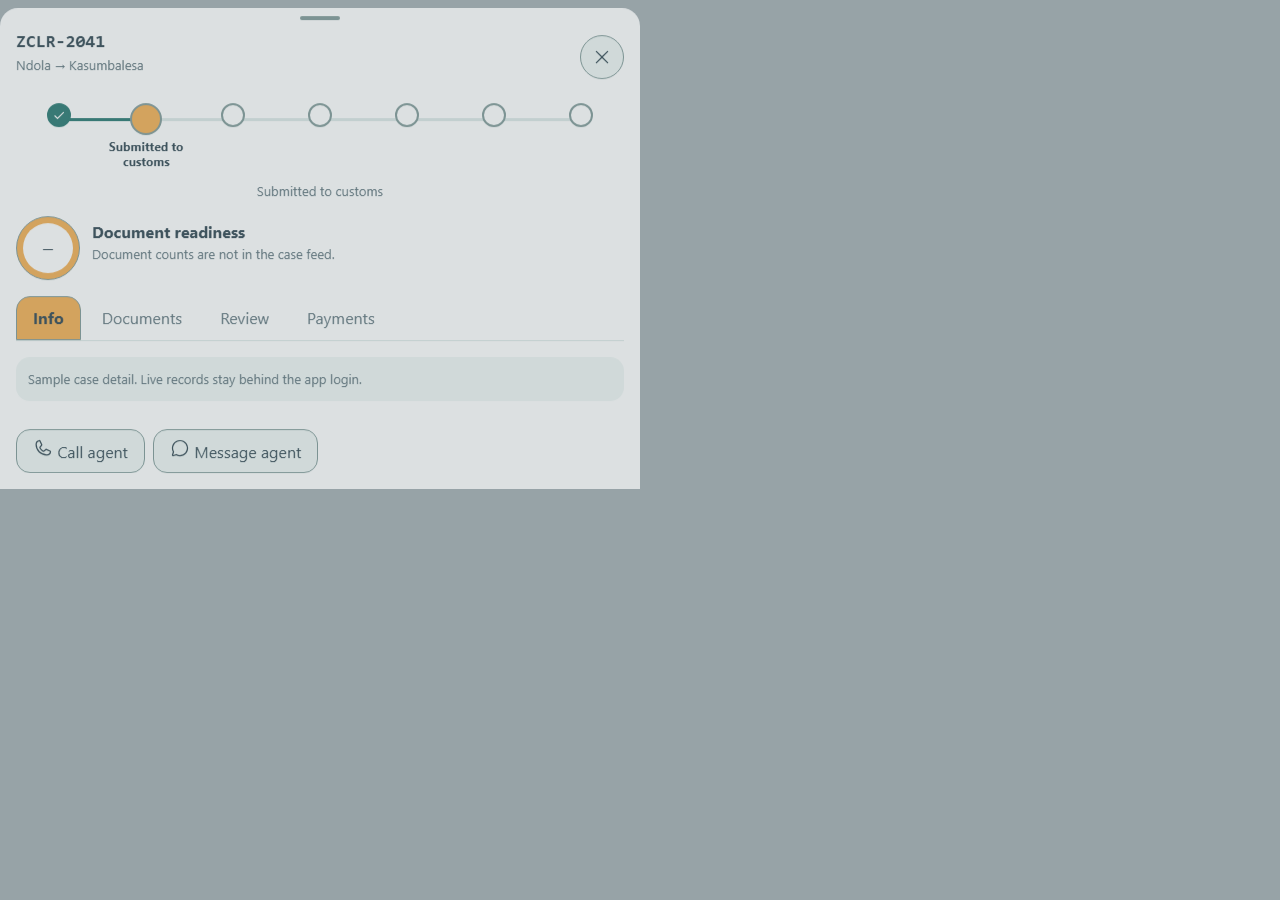 ZCLR-2041
Ndola → Kasumbalesa
Submitted to
customs
Submitted to customs
–
Document readiness
Document counts are not in the case feed.
Info
Documents
Review
Payments
Sample case detail. Live records stay behind the app login.
Call agent
Message agent